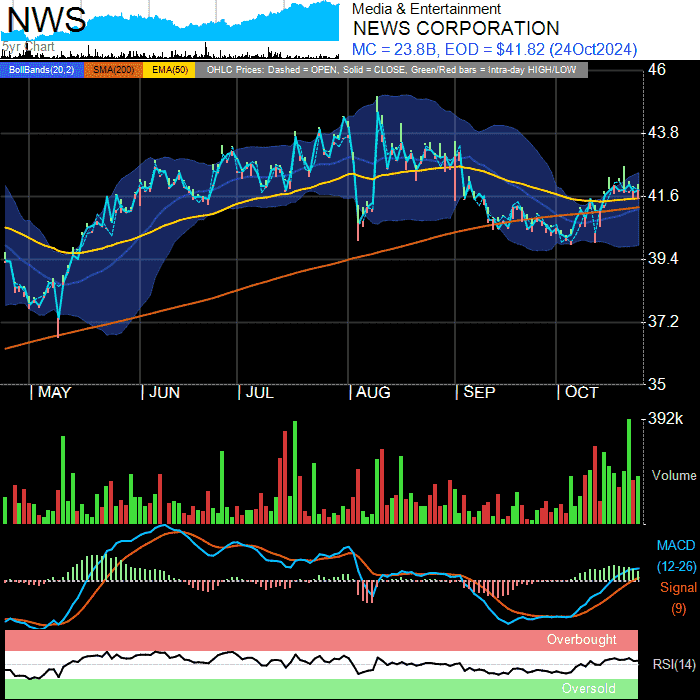 NWS
5yr Chart
Media & Entertainment
NEWS CORPORATION
MC = 23.8B, EOD = $41.82 (24Oct2024)
BollBands(20,2) SMA(200) EMA(50) OHLC Prices: Dashed = OPEN, Solid = CLOSE, Green/Red bars = Intra-day HIGH/LOW
46
43.8
41.6
39.4
37.2
35
| MAY | JUN | JUL | AUG | SEP | OCT
392k
Volume
MACD
(12-26)
Signal
(9)
Overbought
RSI(14)
Oversold